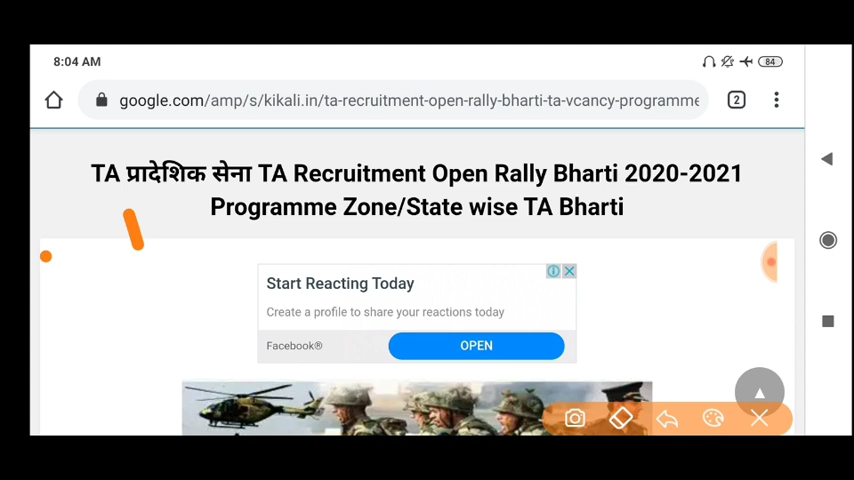 8:04 AM
84
google.com/amp/s/kikali.in/ta-recruitment-open-rally-bharti-ta-vcancy-programme
2
TA प्रादेशिक सेना TA Recruitment Open Rally Bharti 2020-2021
Programme Zone/State wise TA Bharti
Start Reacting Today
Create a profile to share your reactions today
Facebook®
OPEN